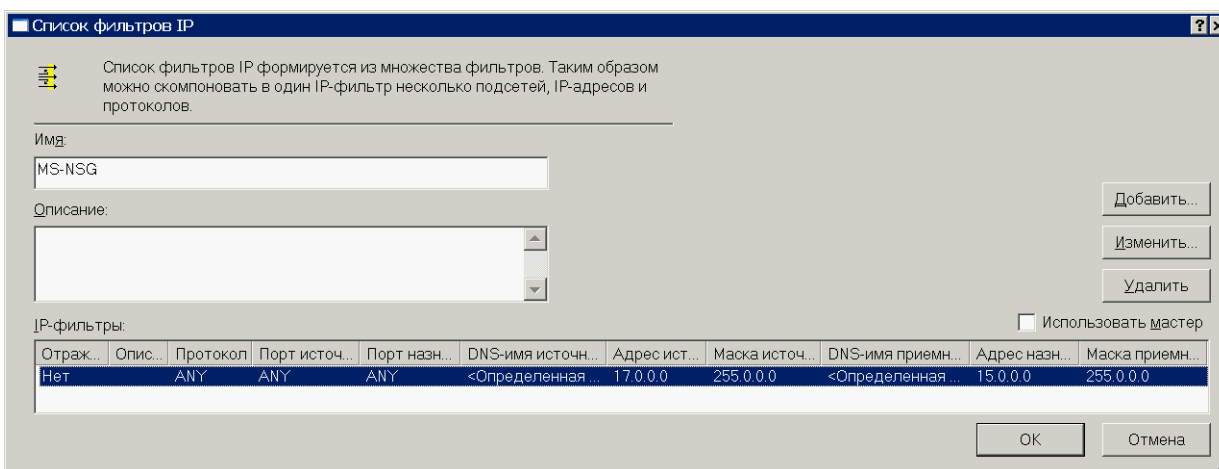 Список фильтров IP
Список фильтров IP формируется из множества фильтров. Таким образом
можно скомпоновать в один IP-фильтр несколько подсетей, IP-адресов и
протоколов.
Имя:
MS-NSG
Добавить...
Описание:
Изменить...
Удалить
Использовать мастер
IP-фильтры:
Отраж... Опис... Протокол Порт источ... Порт назн... DNS-имя источн... Адрес ист... Маска источ... DNS-имя приемн... Адрес назн... Маска приемн...
Нет ANY ANY ANY <Определенная ... 17.0.0.0 255.0.0.0 <Определенная ... 15.0.0.0 255.0.0.0
OK Отмена